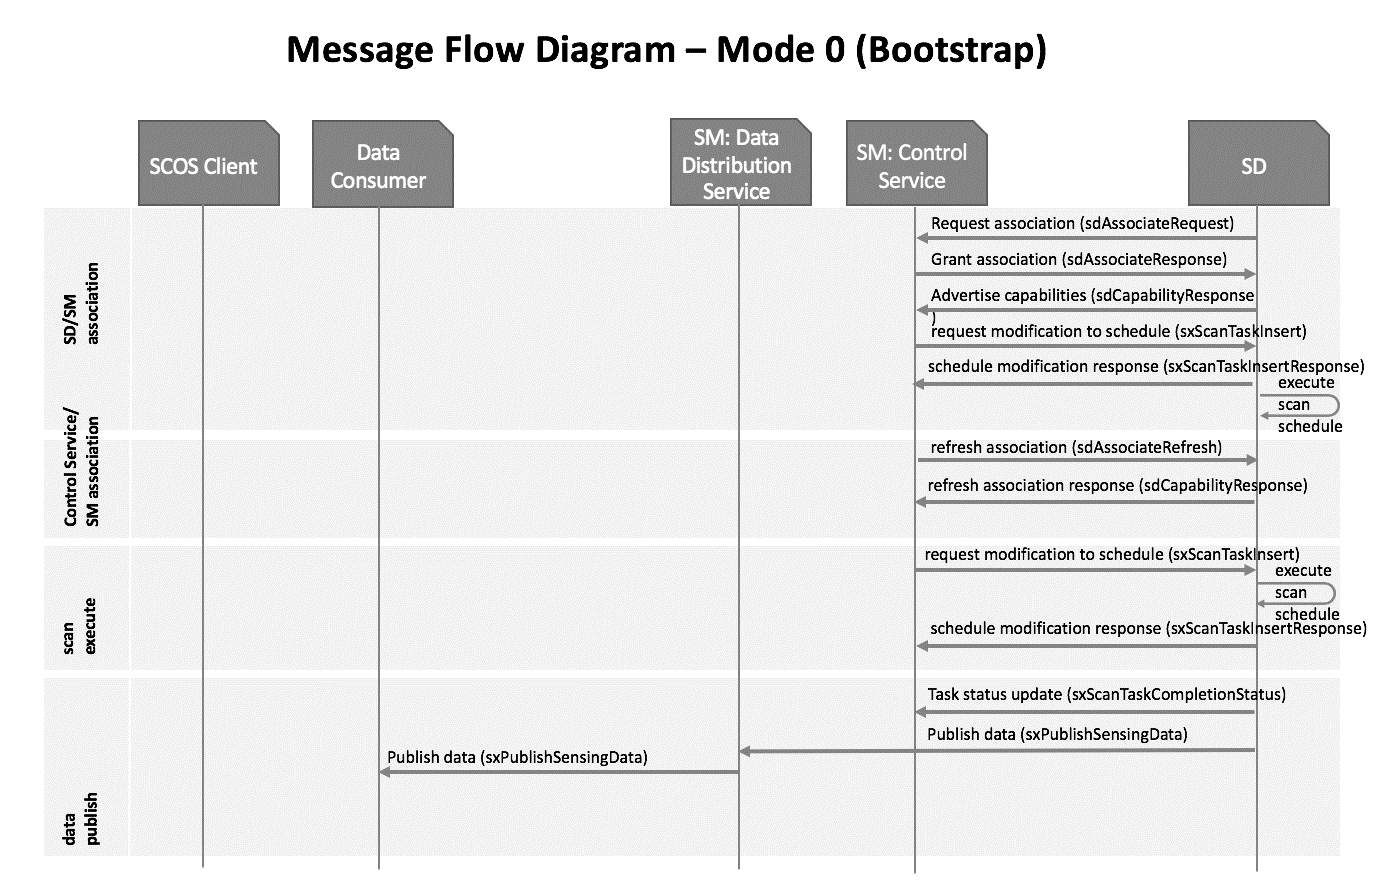 Message Flow Diagram – Mode 0 (Bootstrap)
SCOS Client
Data
Consumer
SM: Data
Distribution
Service
SM: Control
Service
SD
SD/SM
association
Request association (sdAssociateRequest)
Grant association (sdAssociateResponse)
Advertise capabilities (sdCapabilityResponse
)
request modification to schedule (sxScanTaskInsert)
schedule modification response (sxScanTaskInsertResponse)
execute
scan
schedule
Control Service/
SM association
refresh association (sdAssociateRefresh)
refresh association response (sdCapabilityResponse)
scan
execute
request modification to schedule (sxScanTaskInsert)
execute
scan
schedule
schedule modification response (sxScanTaskInsertResponse)
data
publish
Task status update (sxScanTaskCompletionStatus)
Publish data (sxPublishSensingData)
Publish data (sxPublishSensingData)